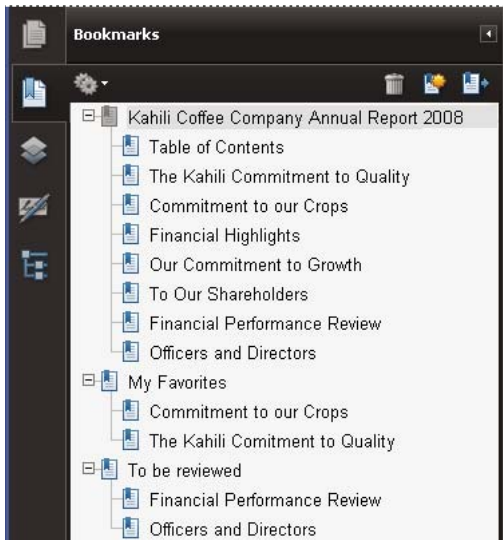 Bookmarks
Kahili Coffee Company Annual Report 2008
Table of Contents
The Kahili Commitment to Quality
Commitment to our Crops
Financial Highlights
Our Commitment to Growth
To Our Shareholders
Financial Performance Review
Officers and Directors
My Favorites
Commitment to our Crops
The Kahili Comitment to Quality
To be reviewed
Financial Performance Review
Officers and Directors